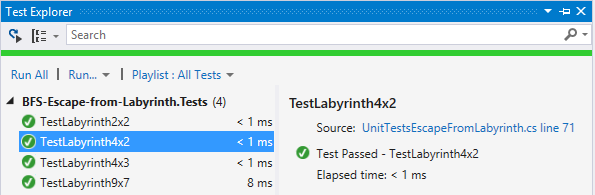 Test Explorer
Search
Run All | Run... | Playlist : All Tests
BFS-Escape-from-Labyrinth.Tests (4)
TestLabyrinth2x2 < 1 ms
TestLabyrinth4x2 < 1 ms
TestLabyrinth4x3 < 1 ms
TestLabyrinth9x7 8 ms
TestLabyrinth4x2
Source: UnitTestsEscapeFromLabyrinth.cs line 71
Test Passed - TestLabyrinth4x2
Elapsed time: < 1 ms